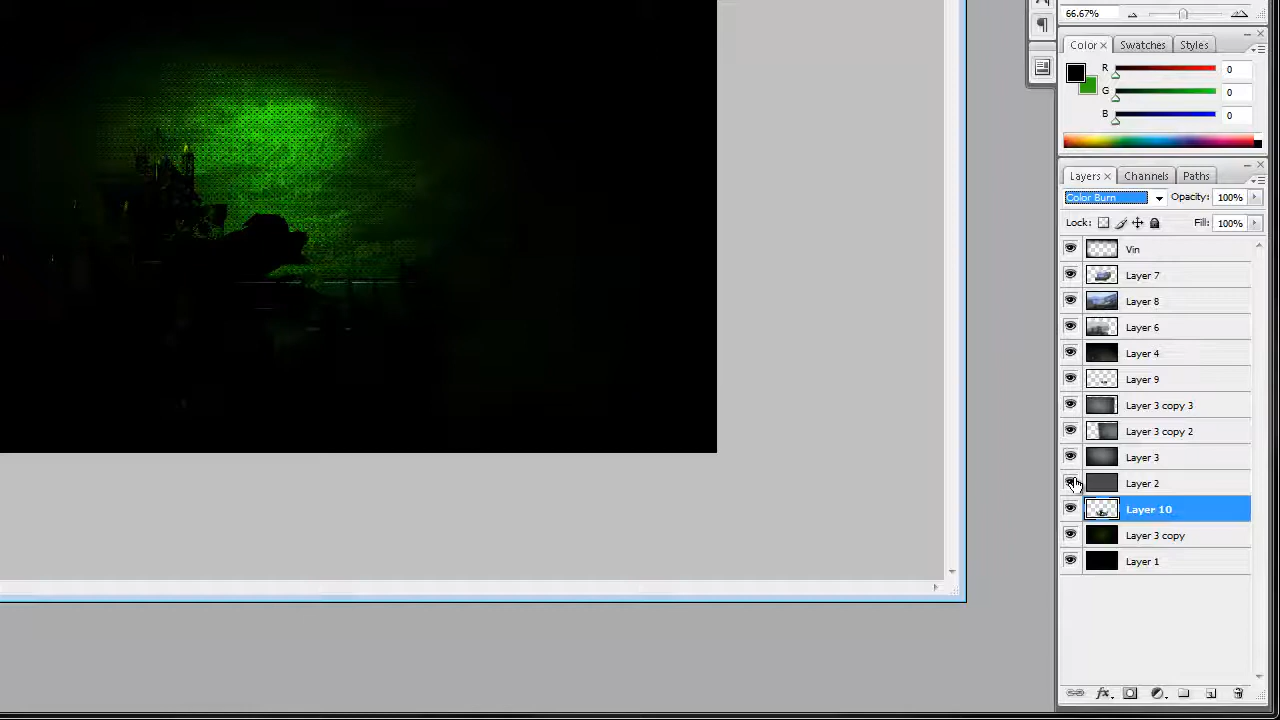 66.67%
Color× Swatches Styles
R 0
G 0
B 0
Layers× Channels Paths
Color Burn Opacity: 100%
Lock: Fill: 100%
Vin
Layer 7
Layer 8
Layer 6
Layer 4
Layer 9
Layer 3 copy 3
Layer 3 copy 2
Layer 3
Layer 2
Layer 10
Layer 3 copy
Layer 1
fx